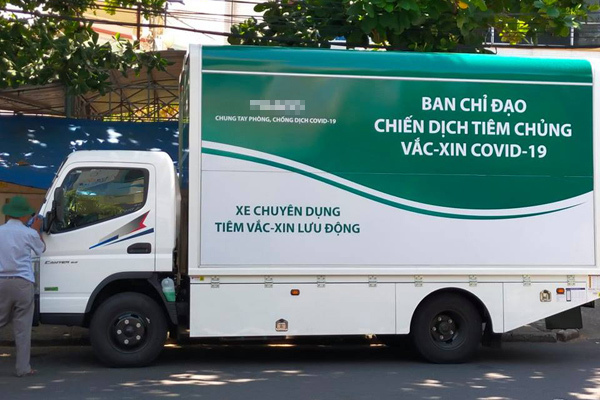 CHUNG TAY PHÒNG, CHỐNG DỊCH COVID-19
BAN CHỈ ĐẠO
CHIẾN DỊCH TIÊM CHỦNG
VẮC-XIN COVID-19
XE CHUYÊN DỤNG
TIÊM VẮC-XIN LƯU ĐỘNG
CANTER